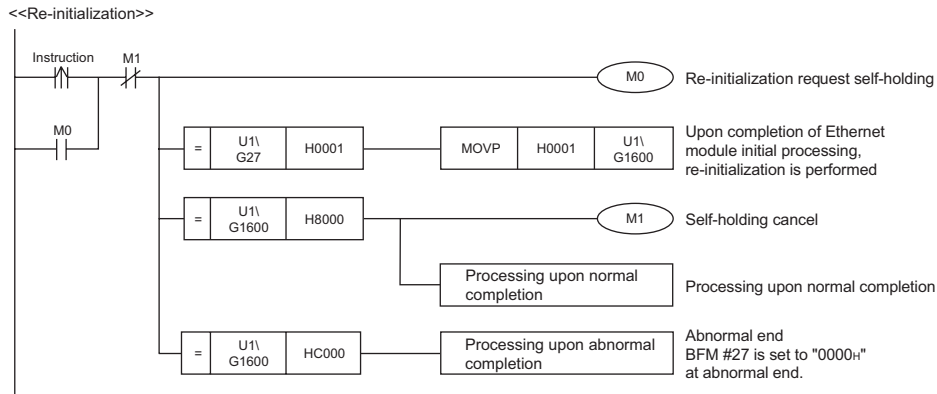 <<Re-initialization>>
Instruction M1
M0 Re-initialization request self-holding
M0
= U1\ G27 H0001 MOVP H0001 U1\ G1600
Upon completion of Ethernet
module initial processing,
re-initialization is performed
= U1\ G1600 H8000 M1 Self-holding cancel
Processing upon normal
completion
Processing upon normal completion
= U1\ G1600 HC000
Processing upon abnormal
completion
Abnormal end
BFM #27 is set to "0000H"
at abnormal end.